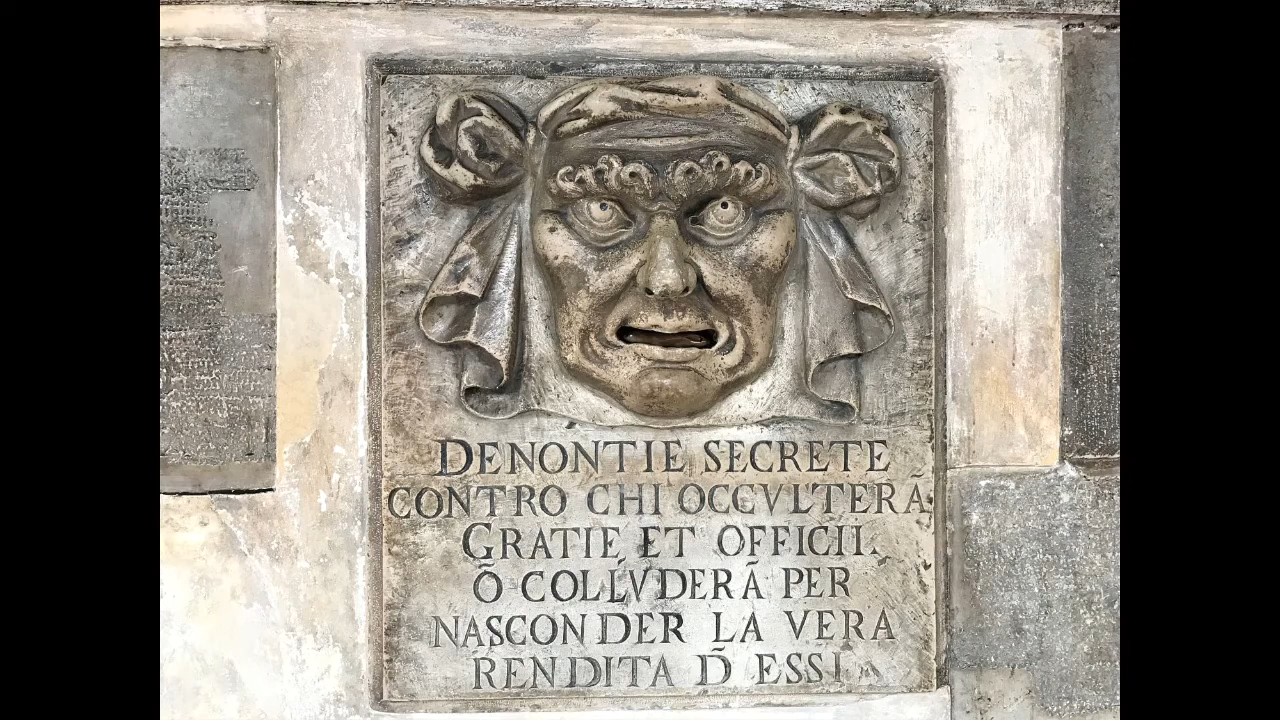 DENONTIE SECRETE
CONTRO CHI OCCVLTERÃ
GRATIE ET OFFICII.
Õ COLLVDERÃ PER
NASCONDER LA VERA
RENDITA D̃ ESSI